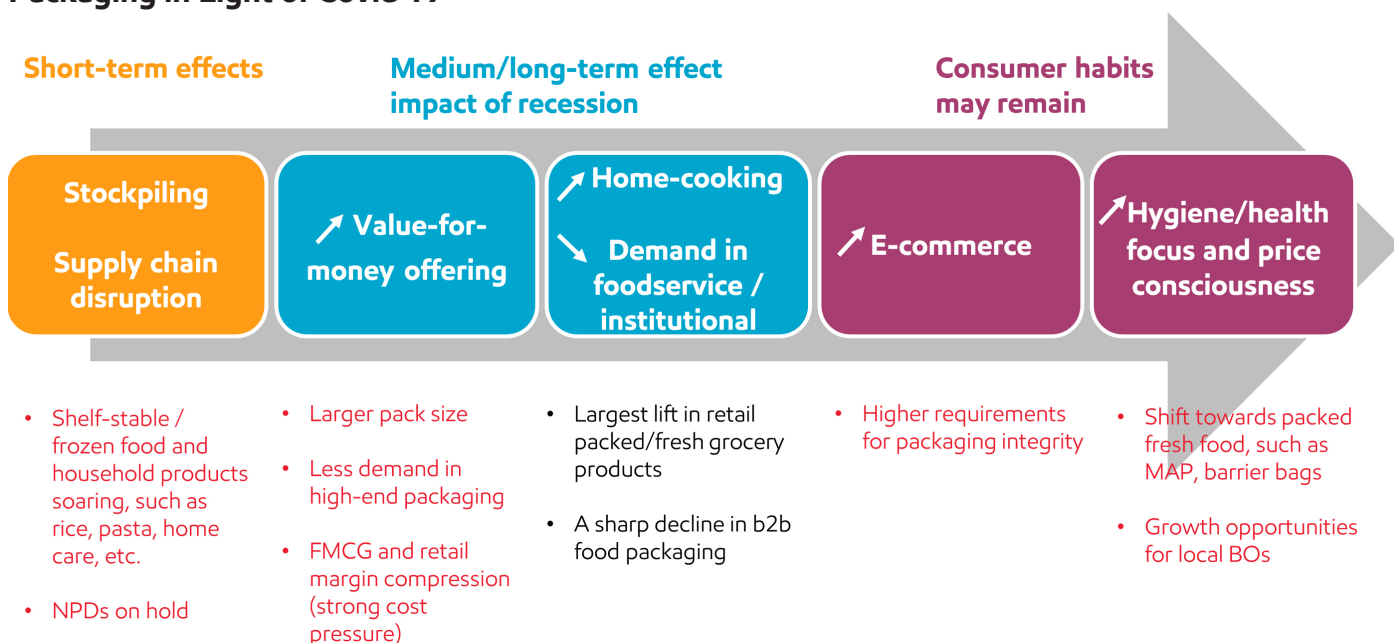 Short-term effects
Medium/long-term effect
impact of recession
Consumer habits
may remain
Stockpiling
Supply chain
disruption
Value-for-
money offering
Home-cooking
Demand in
foodservice /
institutional
E-commerce
Hygiene/health
focus and price
consciousness
• Shelf-stable /
frozen food and
household products
soaring, such as
rice, pasta, home
care, etc.
• NPDs on hold
• Larger pack size
• Less demand in
high-end packaging
• FMCG and retail
margin compression
(strong cost
pressure)
• Largest lift in retail
packed/fresh grocery
products
• A sharp decline in b2b
food packaging
• Higher requirements
for packaging integrity
• Shift towards packed
fresh food, such as
MAP, barrier bags
• Growth opportunities
for local BOs